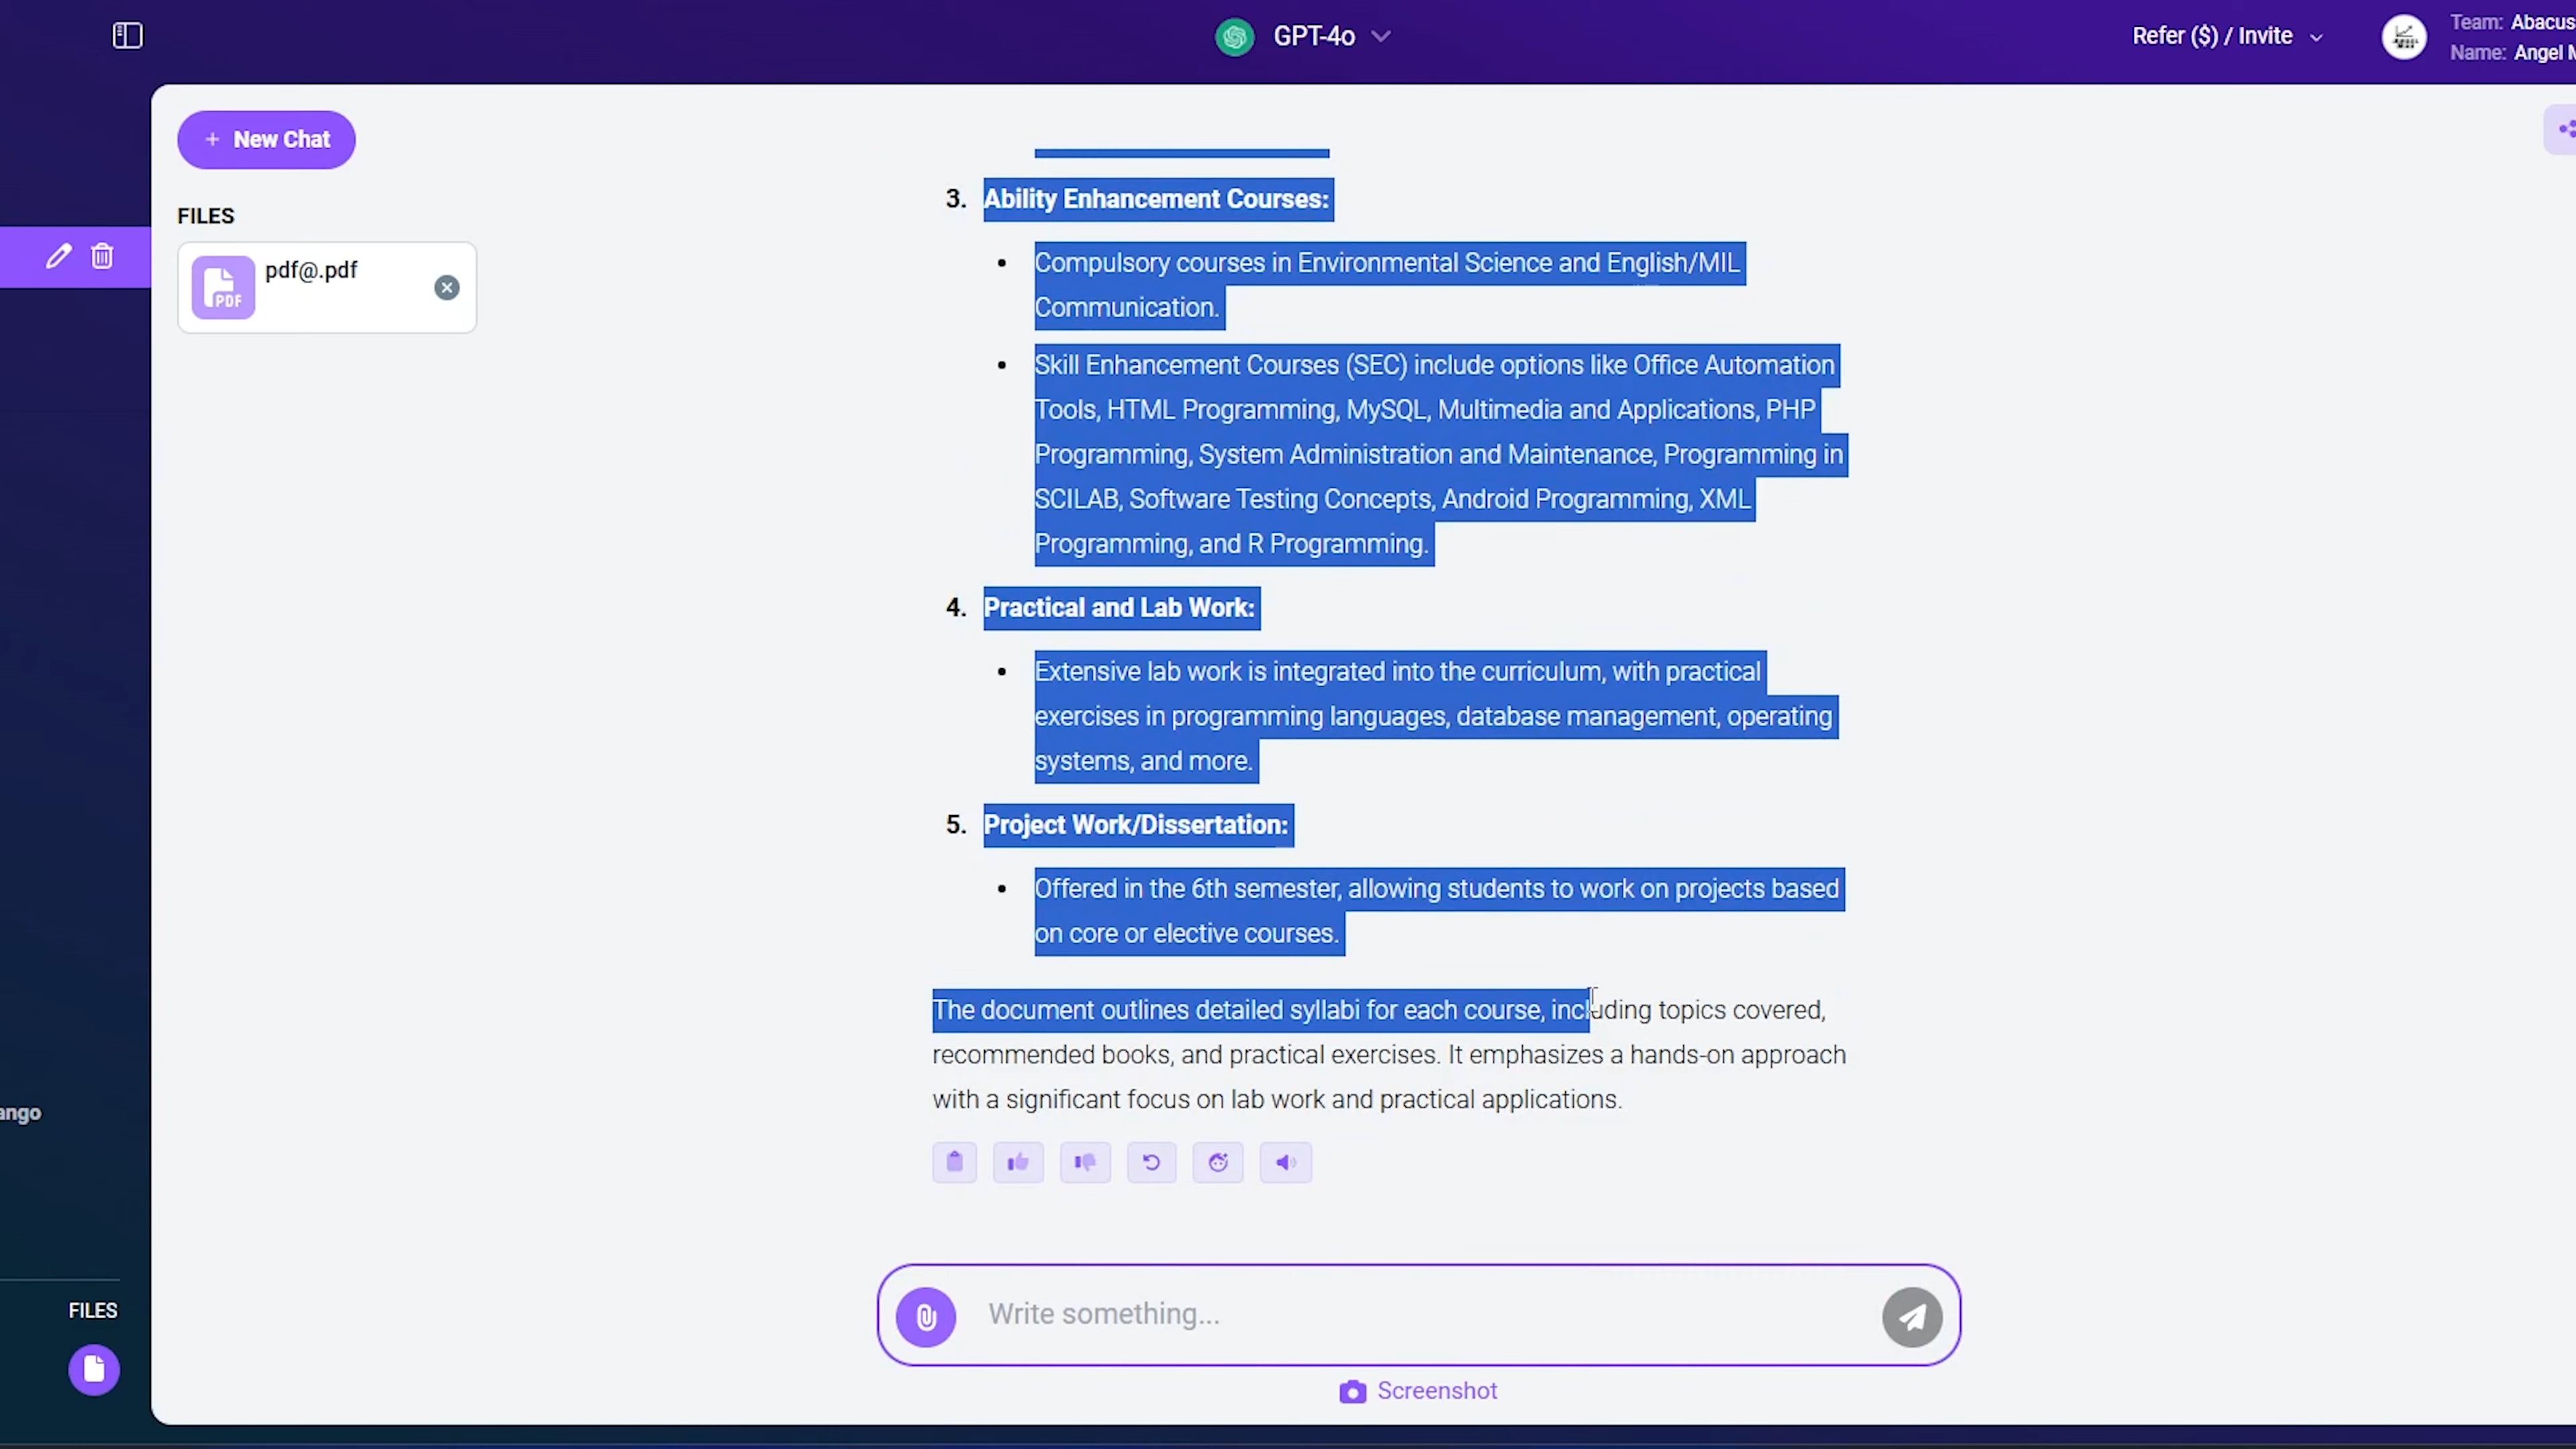 GPT-4o
Refer ($) / Invite
Team: Abacus
Name: Angel M
+ New Chat
FILES
PDF
pdf@.pdf
3. Ability Enhancement Courses:
• Compulsory courses in Environmental Science and English/MIL
Communication.
• Skill Enhancement Courses (SEC) include options like Office Automation
Tools, HTML Programming, MySQL, Multimedia and Applications, PHP
Programming, System Administration and Maintenance, Programming in
SCILAB, Software Testing Concepts, Android Programming, XML
Programming, and R Programming.
4. Practical and Lab Work:
• Extensive lab work is integrated into the curriculum, with practical
exercises in programming languages, database management, operating
systems, and more.
5. Project Work/Dissertation:
• Offered in the 6th semester, allowing students to work on projects based
on core or elective courses.
The document outlines detailed syllabi for each course, including topics covered,
recommended books, and practical exercises. It emphasizes a hands-on approach
with a significant focus on lab work and practical applications.
ango
FILES
Write something...
Screenshot